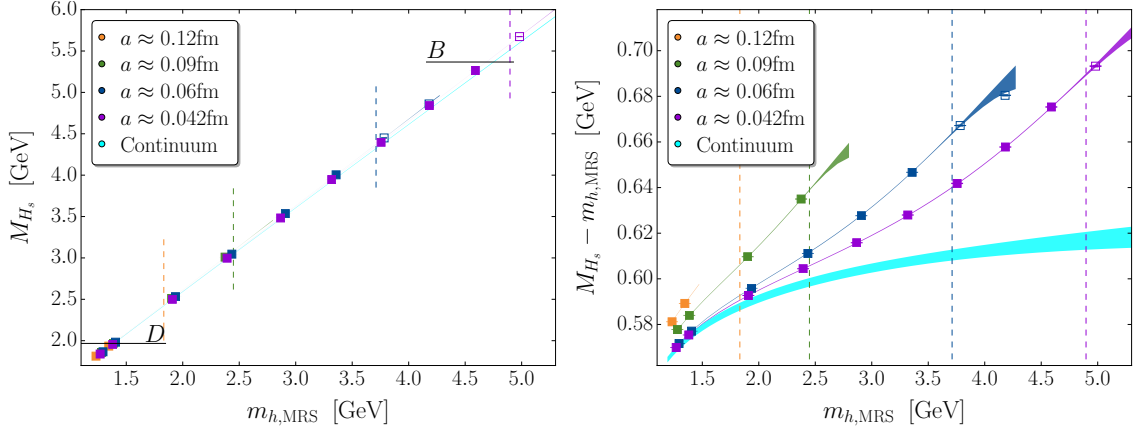 6.0
5.5
5.0
4.5
4.0
3.5
3.0
2.5
2.0
M_{H_s} [GeV]
a ≈ 0.12fm
a ≈ 0.09fm
a ≈ 0.06fm
a ≈ 0.042fm
Continuum
B
D
1.5 2.0 2.5 3.0 3.5 4.0 4.5 5.0
m_{h,MRS} [GeV]
0.70
0.68
0.66
0.64
0.62
0.60
0.58
M_{H_s} − m_{h,MRS} [GeV]
a ≈ 0.12fm
a ≈ 0.09fm
a ≈ 0.06fm
a ≈ 0.042fm
Continuum
1.5 2.0 2.5 3.0 3.5 4.0 4.5 5.0
m_{h,MRS} [GeV]